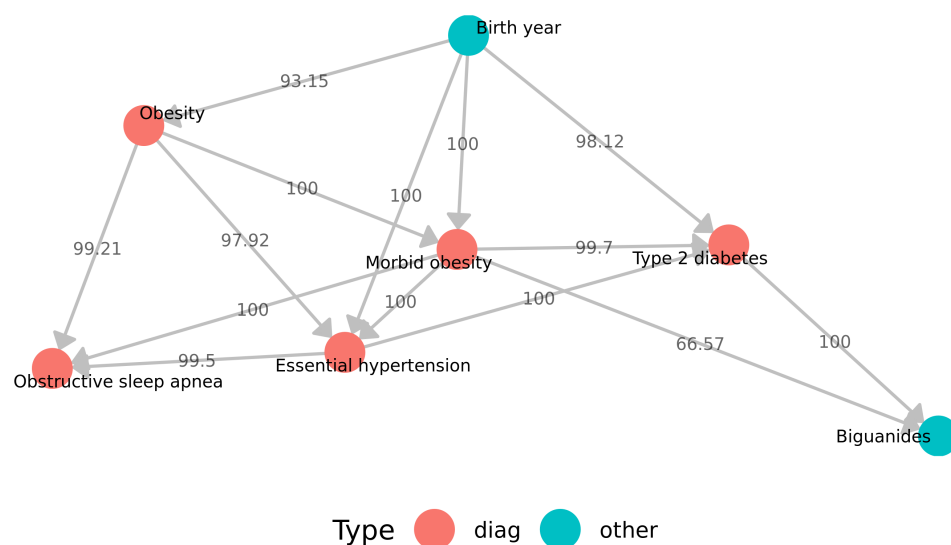 Birth year
93.15
Obesity
100
98.12
100
100
99.21
97.92
99.7
Type 2 diabetes
Morbid obesity
100
100
100
66.57
100
99.5
Essential hypertension
Obstructive sleep apnea
Biguanides
Type diag other